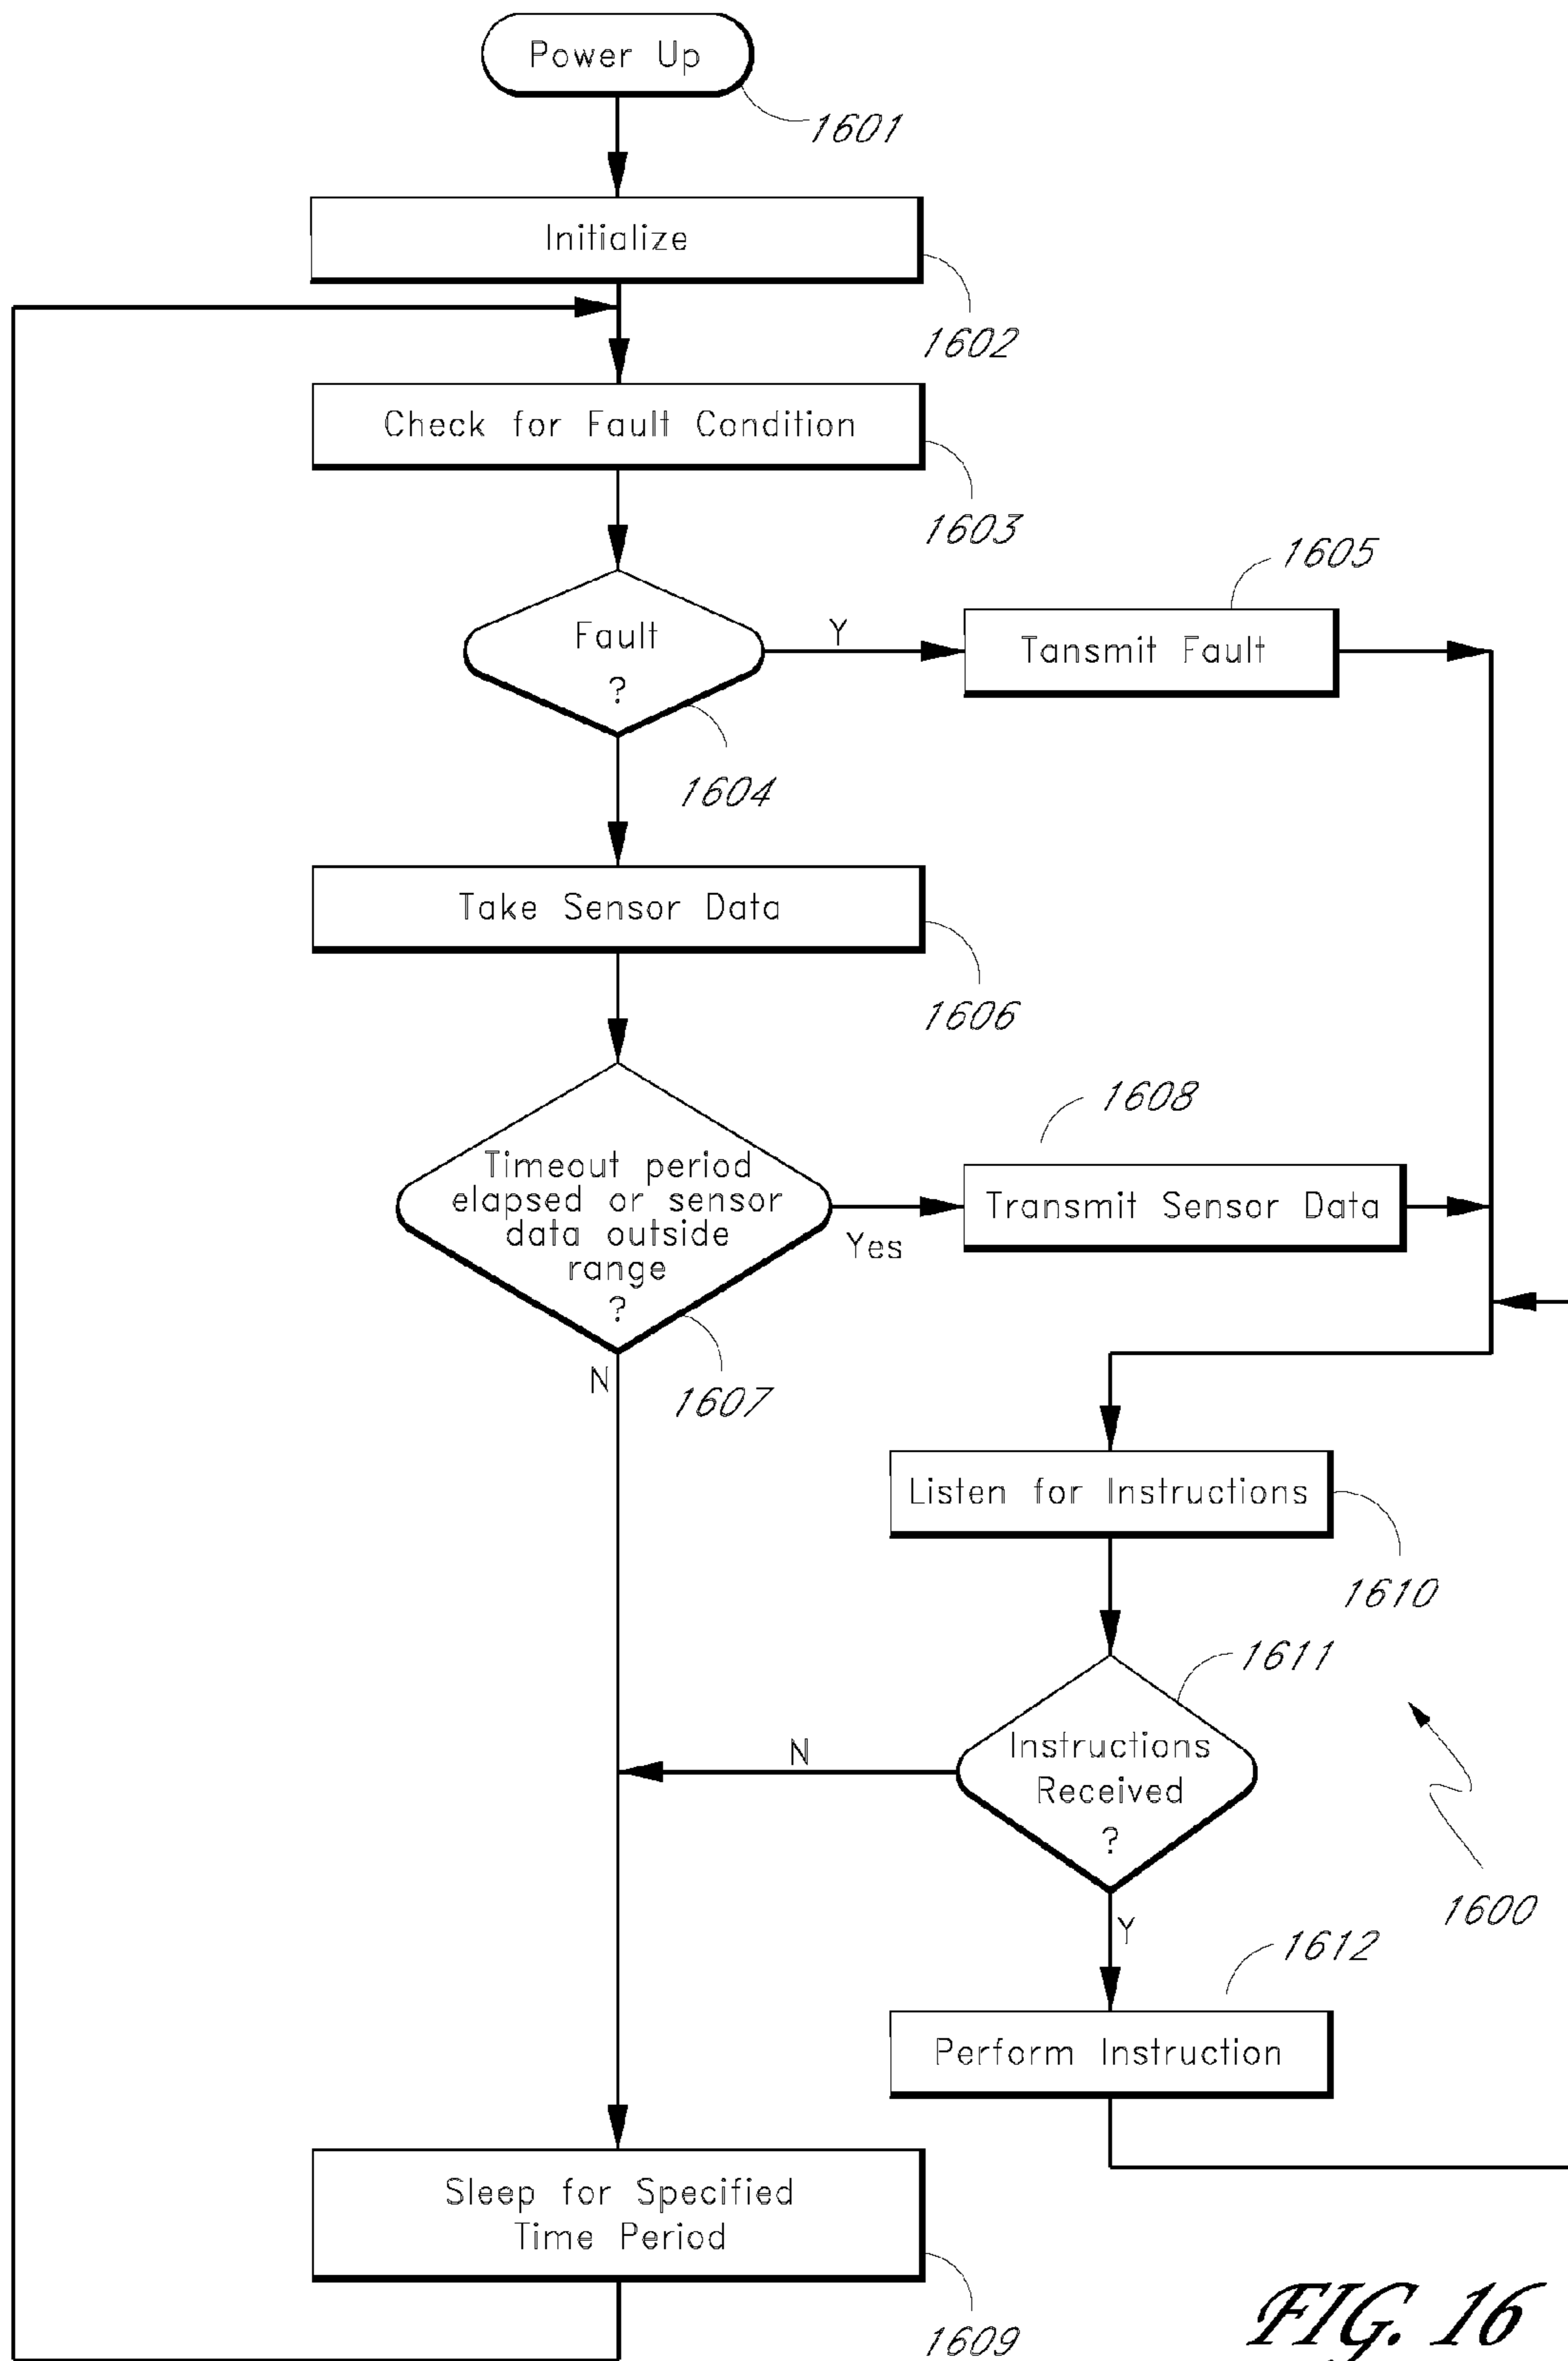 Power Up
1601
Initialize
1602
Check for Fault Condition
1603
Fault
?
Y
1604
1605
Tansmit Fault
Take Sensor Data
1606
Timeout period
elapsed or sensor
data outside
range
?
Yes
N
1607
1608
Transmit Sensor Data
Listen for Instructions
1610
1611
Instructions
Received
?
N
Y
1600
1612
Perform Instruction
Sleep for Specified
Time Period
1609
FIG. 16